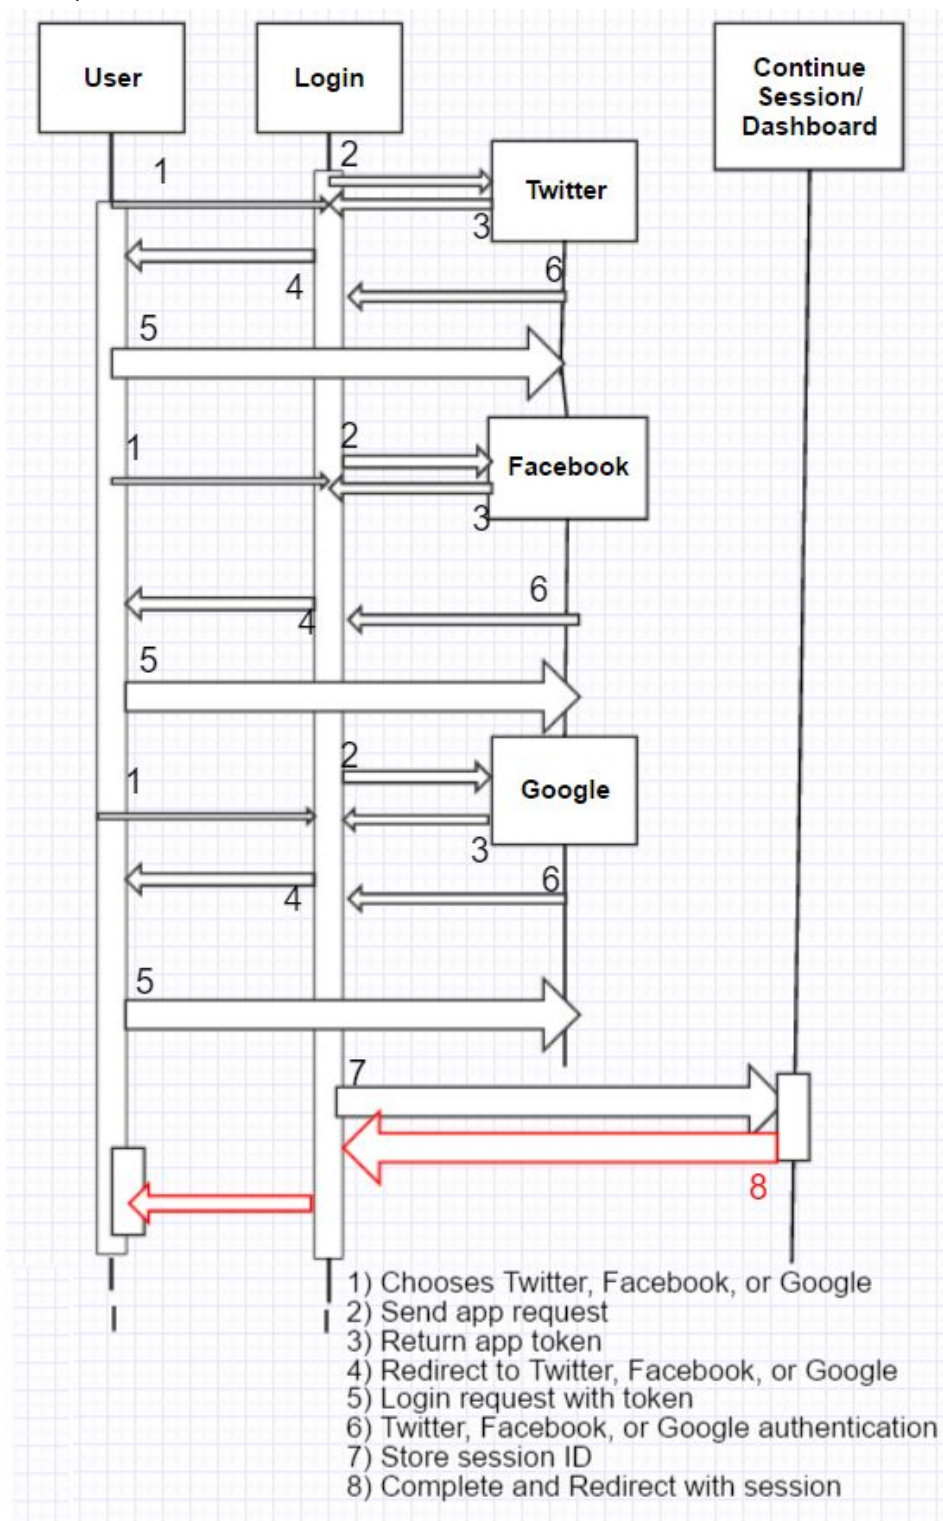 User
Login
Continue
Session/
Dashboard
1
2
Twitter
3
4
6
5
1
2
Facebook
3
6
4
5
2
1
Google
3
4
6
5
7
8
1) Chooses Twitter, Facebook, or Google
2) Send app request
3) Return app token
4) Redirect to Twitter, Facebook, or Google
5) Login request with token
6) Twitter, Facebook, or Google authentication
7) Store session ID
8) Complete and Redirect with session